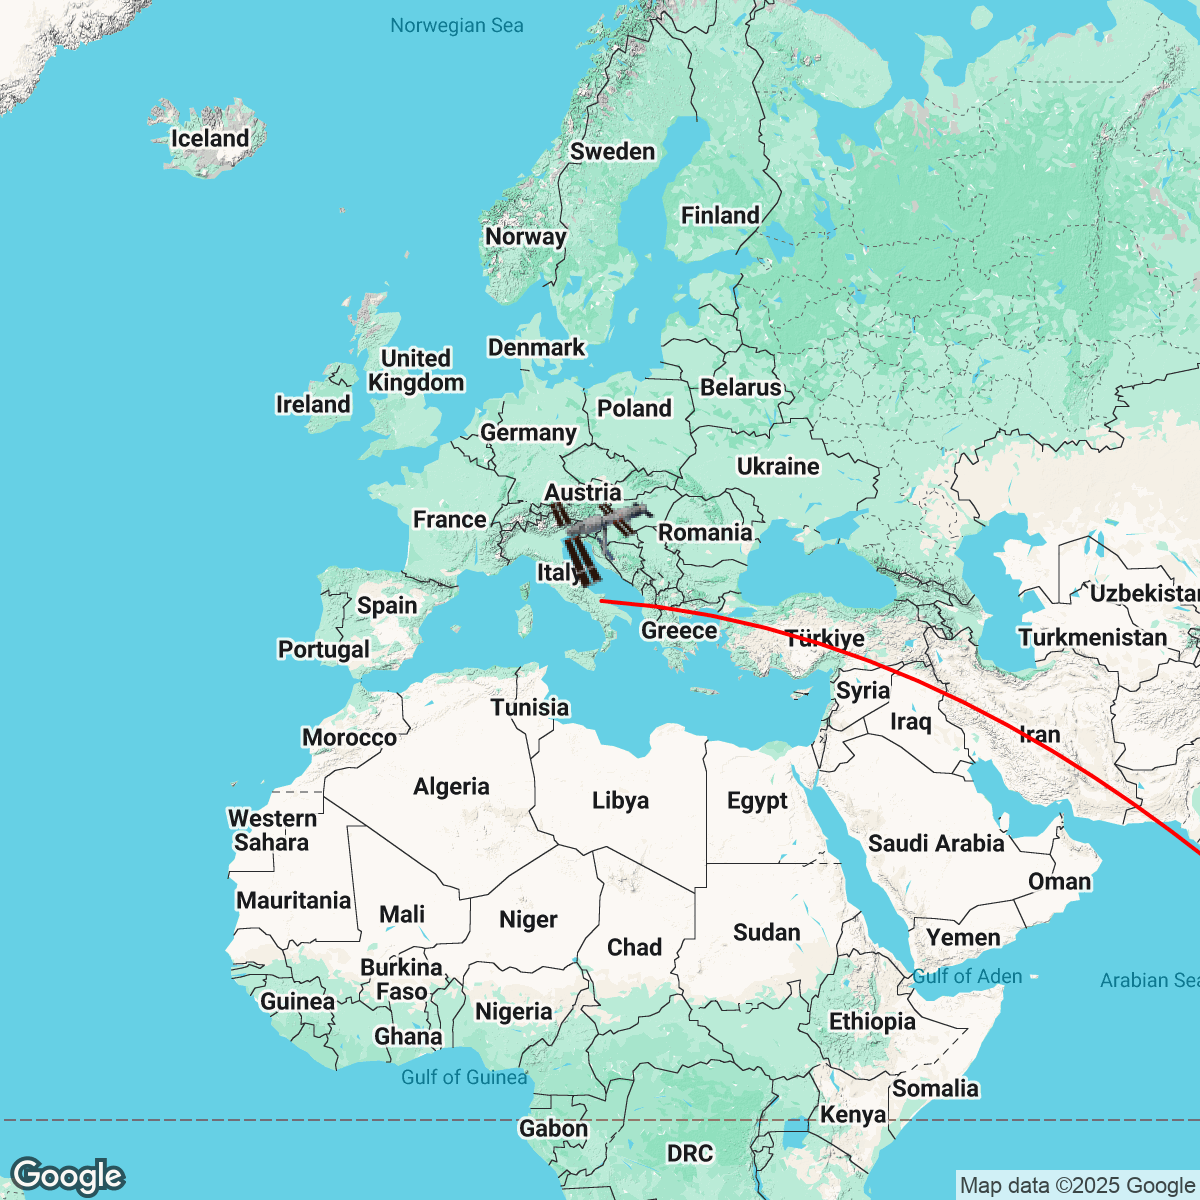 Norwegian Sea
Iceland
Sweden
Finland
Norway
Denmark
United
Kingdom
Belarus
Ireland
Poland
Germany
Ukraine
Austria
France
Romania
Italy
Uzbekistan
Spain
Greece
Türkiye
Turkmenistan
Portugal
Syria
Tunisia
Iraq
Morocco
Iran
Algeria
Libya
Egypt
Western
Sahara
Saudi Arabia
Oman
Mauritania
Mali
Niger
Sudan
Chad
Yemen
Burkina
Faso
Gulf of Aden
Arabian Sea
Guinea
Nigeria
Ethiopia
Ghana
Gulf of Guinea
Somalia
Kenya
Gabon
DRC
Google
Map data ©2025 Google